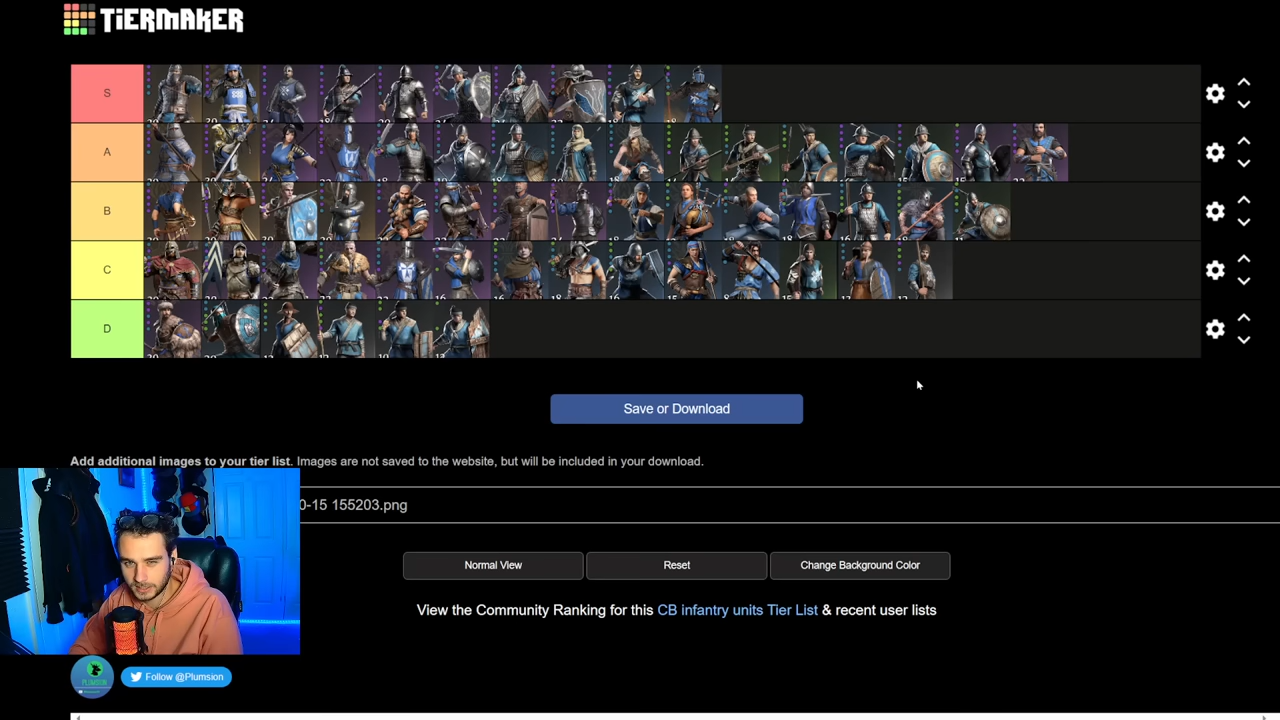 TiERMAKER
S
A
B
C
D
Save or Download
Add additional images to your tier list. Images are not saved to the website, but will be included in your download.
0-15 155203.png
Normal View
Reset
Change Background Color
View the Community Ranking for this CB infantry units Tier List & recent user lists
PLUMSION
Follow @Plumsion